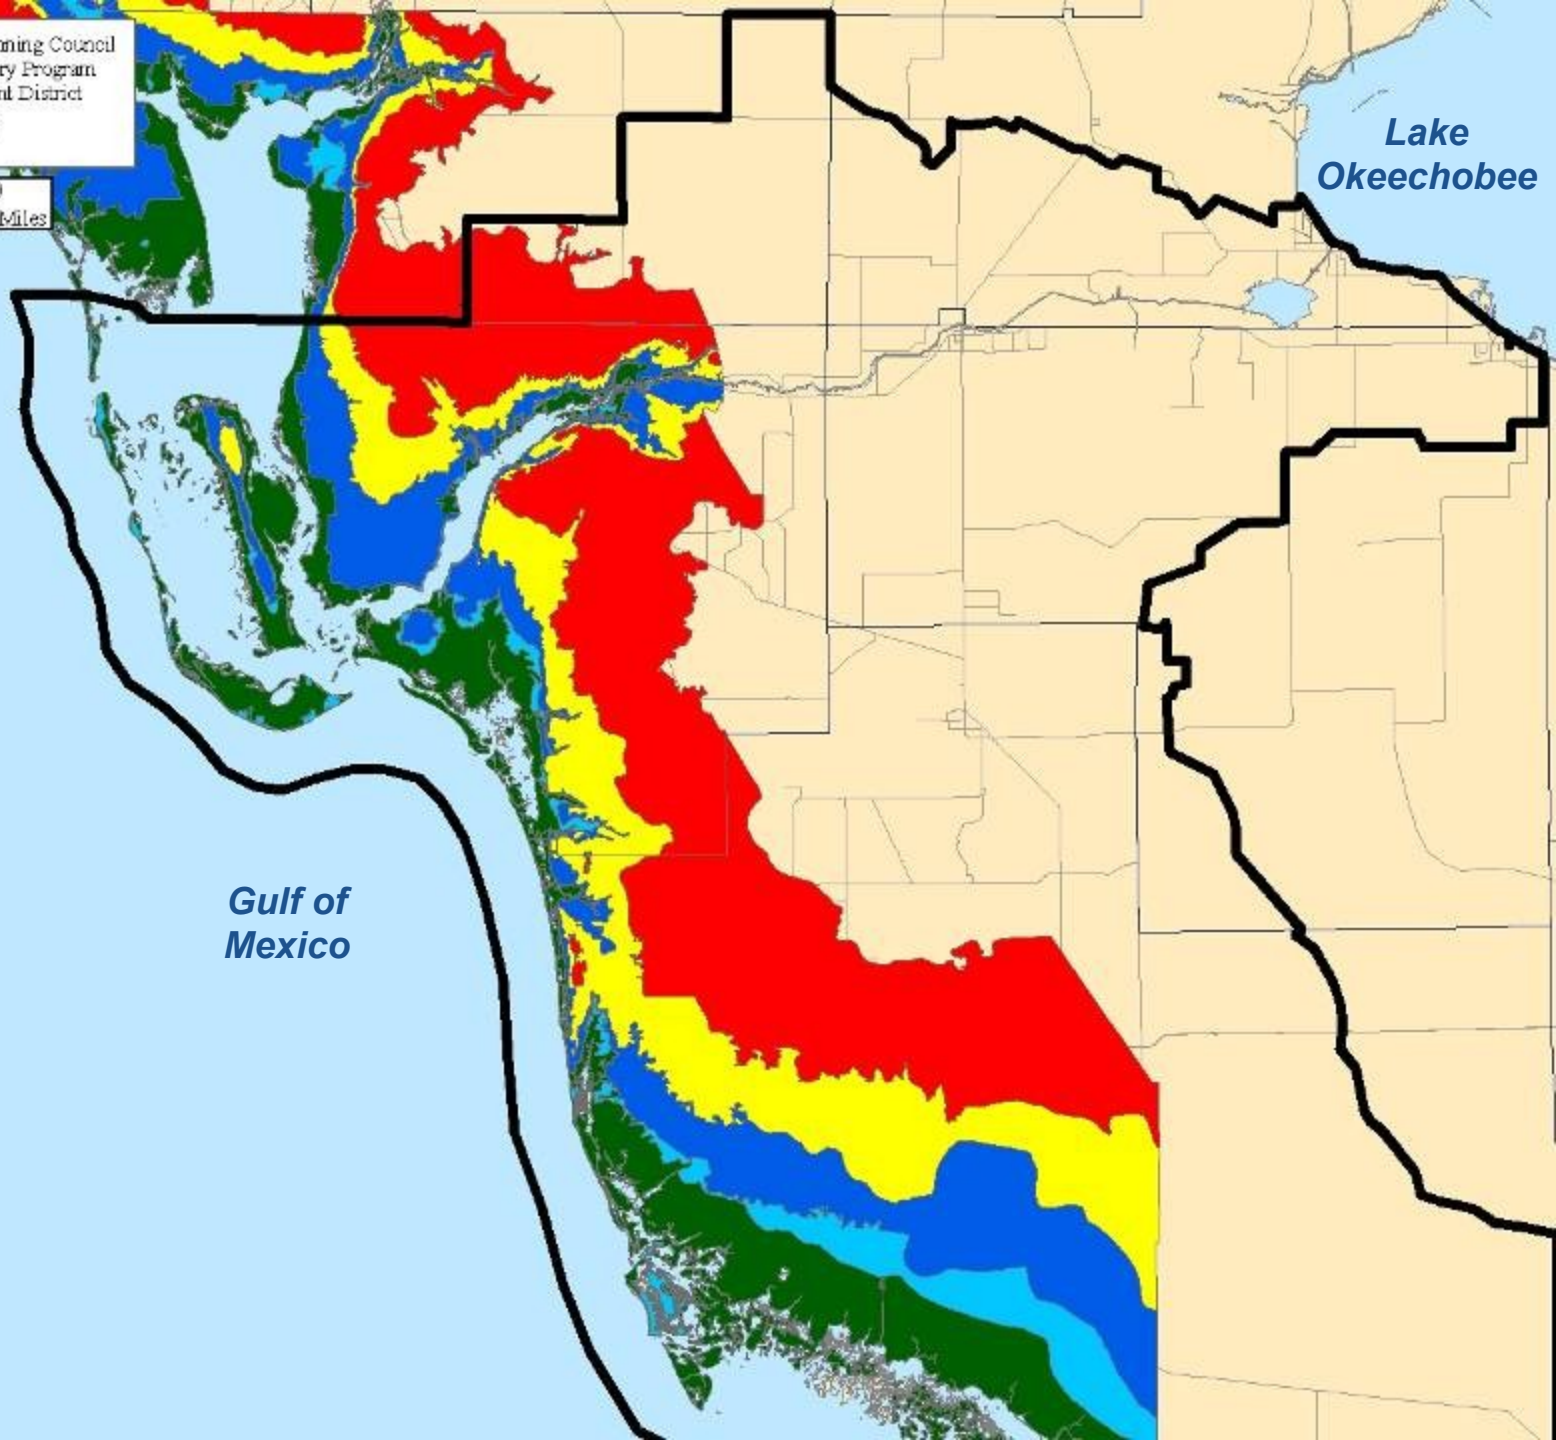 ning Council
ry Program
nt District
Miles
Lake
Okeechobee
Gulf of
Mexico